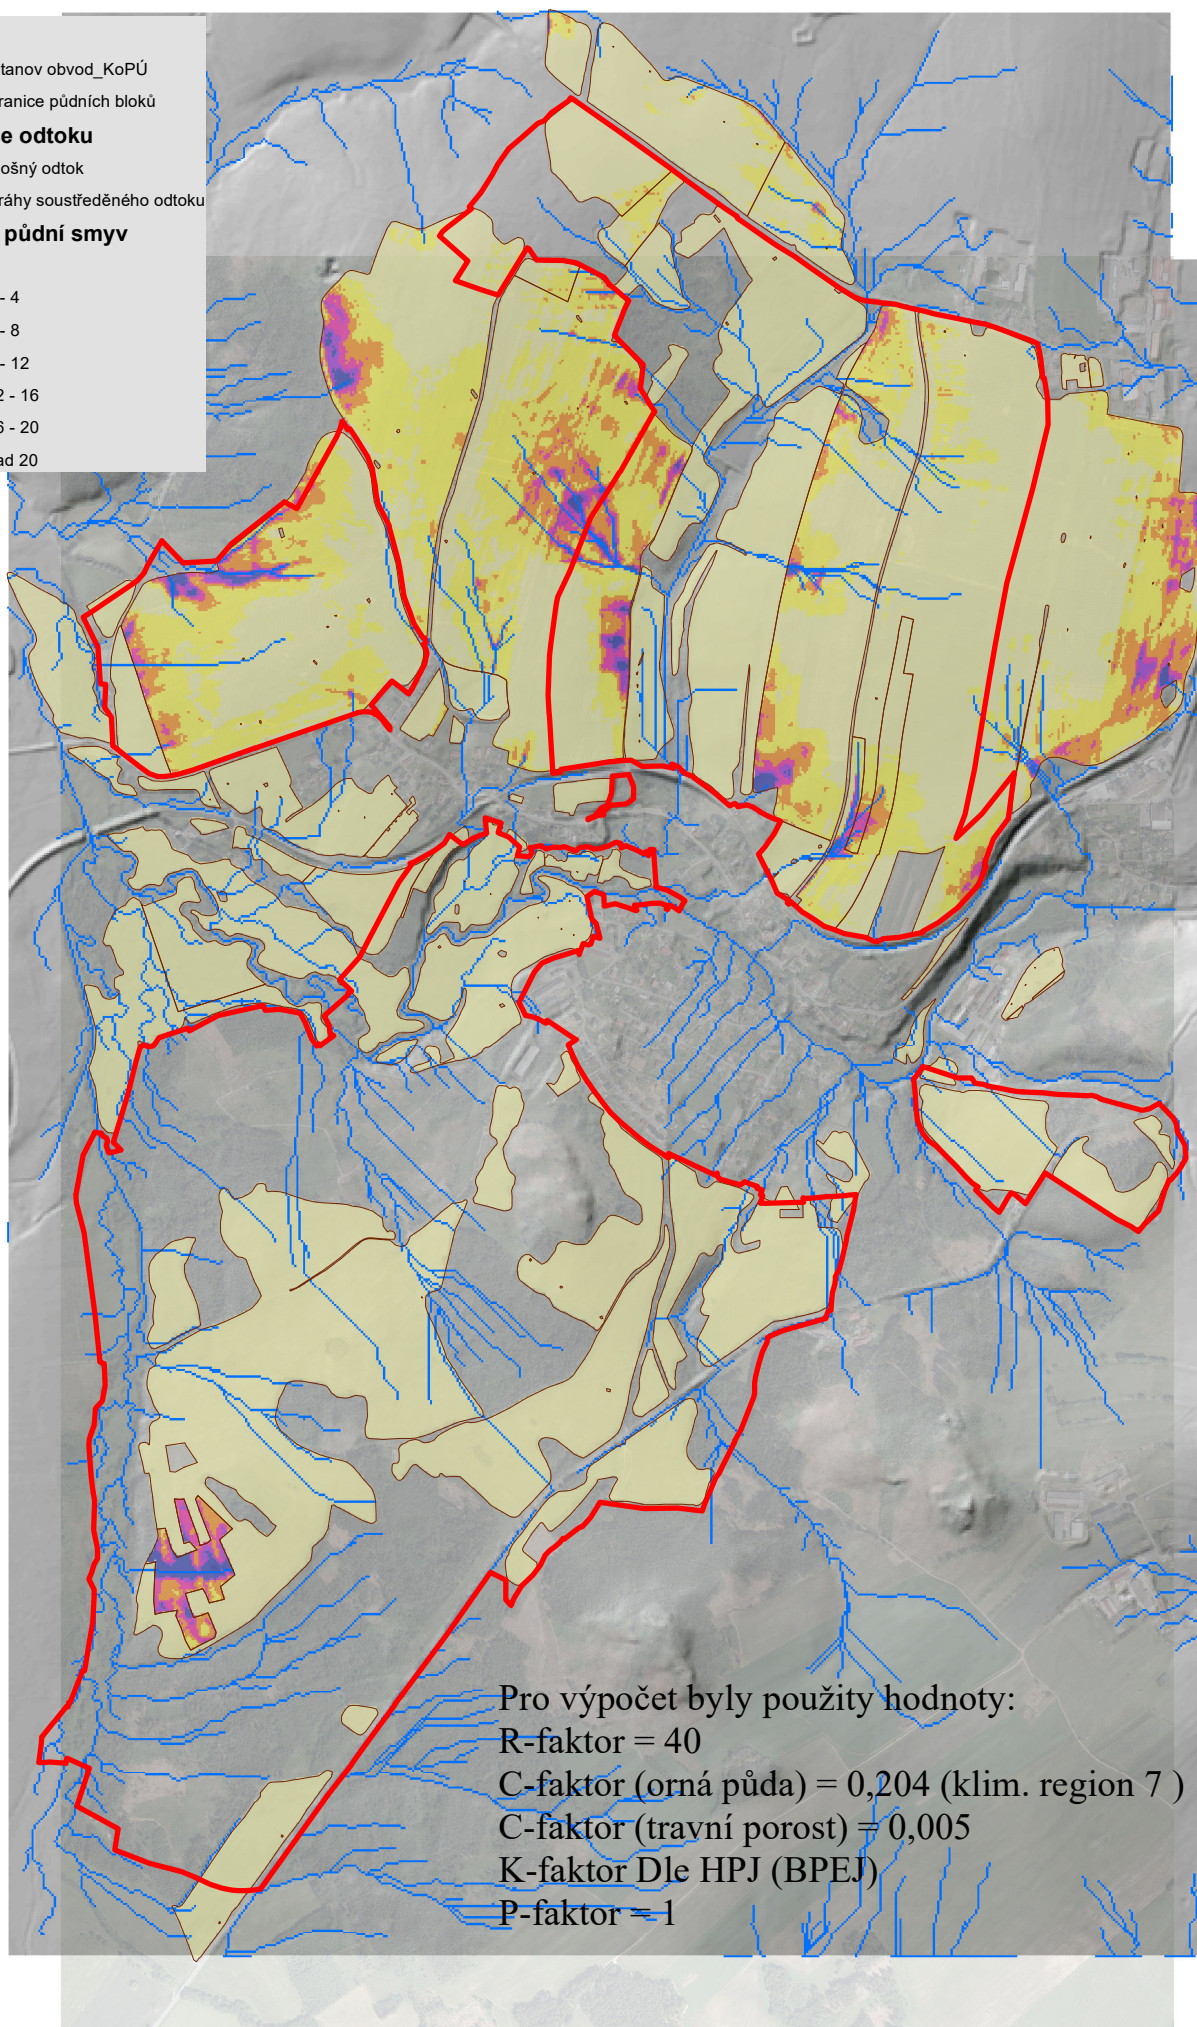 tanov obvod_KoPÚ
ranice půdních bloků
e odtoku
ošný odtok
ráhy soustředěného odtoku
půdní smyv
- 4
- 8
- 12
2 - 16
6 - 20
ad 20
Pro výpočet byly použity hodnoty:
R-faktor = 40
C-faktor (orná půda) = 0,204 (klim. region 7 )
C-faktor (travní porost) = 0,005
K-faktor Dle HPJ (BPEJ)
P-faktor = 1